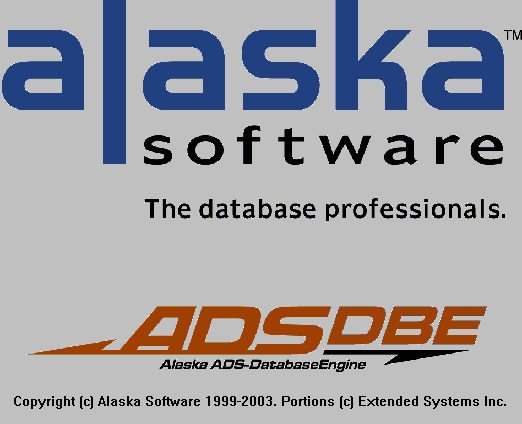 alaska™
software
The database professionals.
ADSDBE
Alaska ADS-DatabaseEngine
Copyright (c) Alaska Software 1999-2003. Portions (c) Extended Systems Inc.